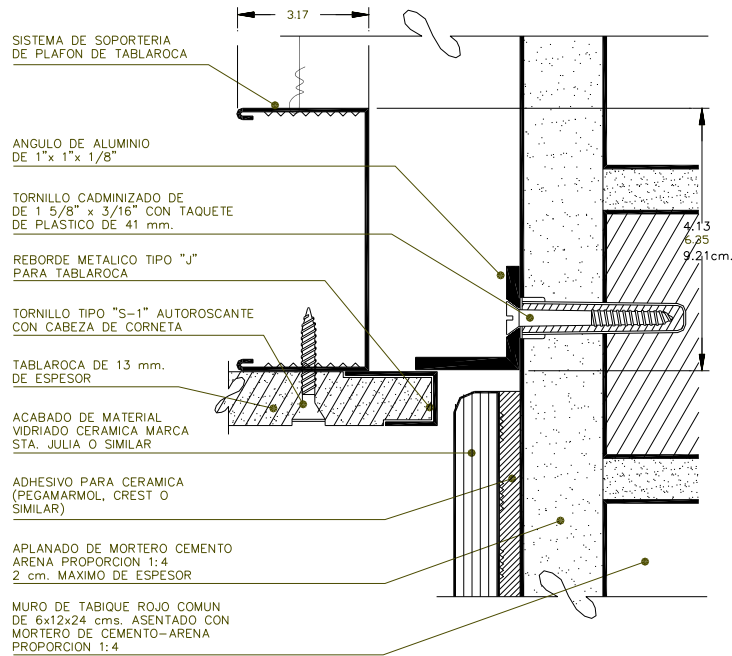 3.17
SISTEMA DE SOPORTERIA
DE PLAFON DE TABLAROCA
ANGULO DE ALUMINIO
DE 1"x 1"x 1/8"
TORNILLO CADMINIZADO DE
DE 1 5/8" x 3/16" CON TAQUETE
DE PLASTICO DE 41 mm.
REBORDE METALICO TIPO "J"
PARA TABLAROCA
TORNILLO TIPO "S-1" AUTOROSCANTE
CON CABEZA DE CORNETA
TABLAROCA DE 13 mm.
DE ESPESOR
ACABADO DE MATERIAL
VIDRIADO CERAMICA MARCA
STA. JULIA O SIMILAR
ADHESIVO PARA CERAMICA
(PEGAMARMOL, CREST O
SIMILAR)
APLANADO DE MORTERO CEMENTO
ARENA PROPORCION 1:4
2 cm. MAXIMO DE ESPESOR
MURO DE TABIQUE ROJO COMUN
DE 6x12x24 cms. ASENTADO CON
MORTERO DE CEMENTO-ARENA
PROPORCION 1:4
4.13
6.35
9.21cm.